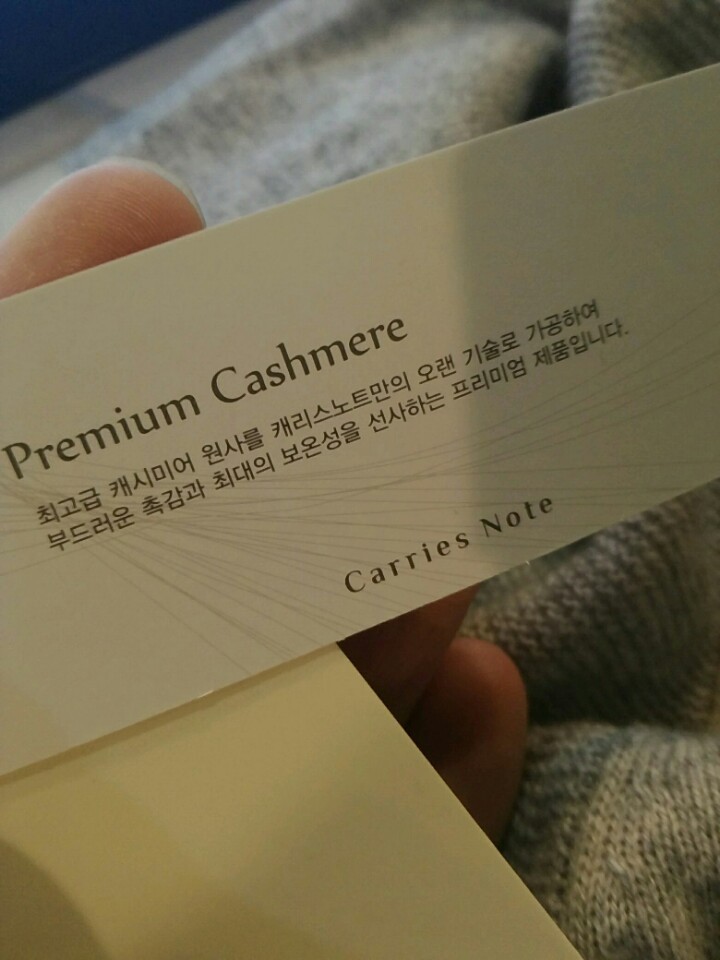 Premium Cashmere
최고급 캐시미어 원사를 캐리스노트만의 오랜 기술로 가공하여
부드러운 촉감과 최대의 보온성을 선사하는 프리미엄 제품입니다.
Carries Note